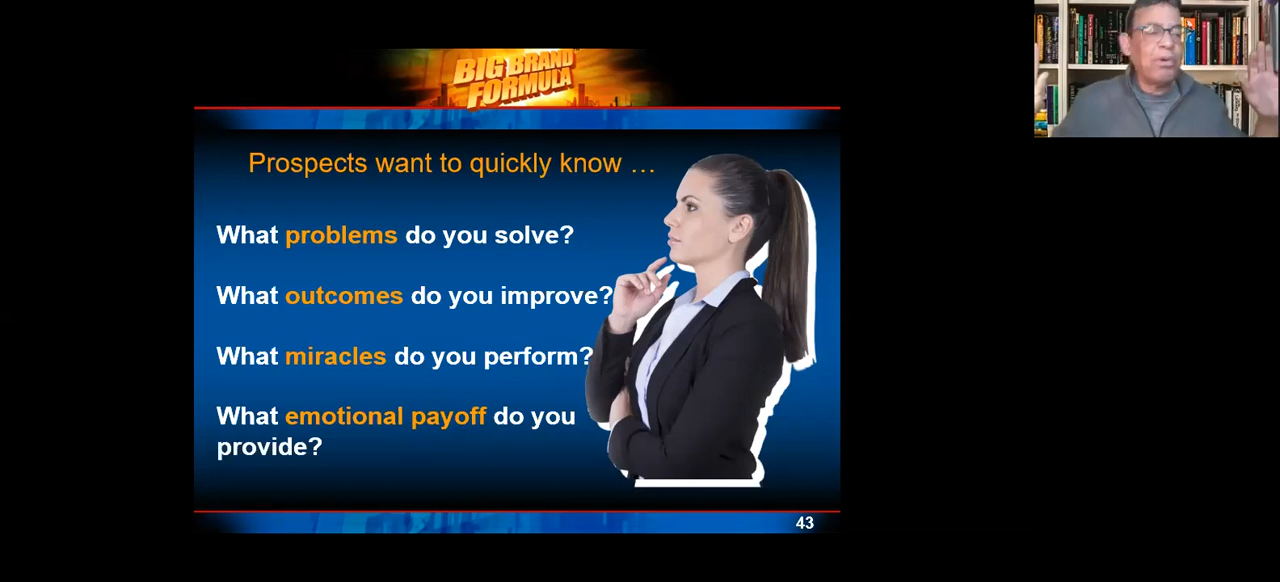 BIG BRAND
FORMULA
Prospects want to quickly know …
What problems do you solve?
What outcomes do you improve?
What miracles do you perform?
What emotional payoff do you
provide?
43